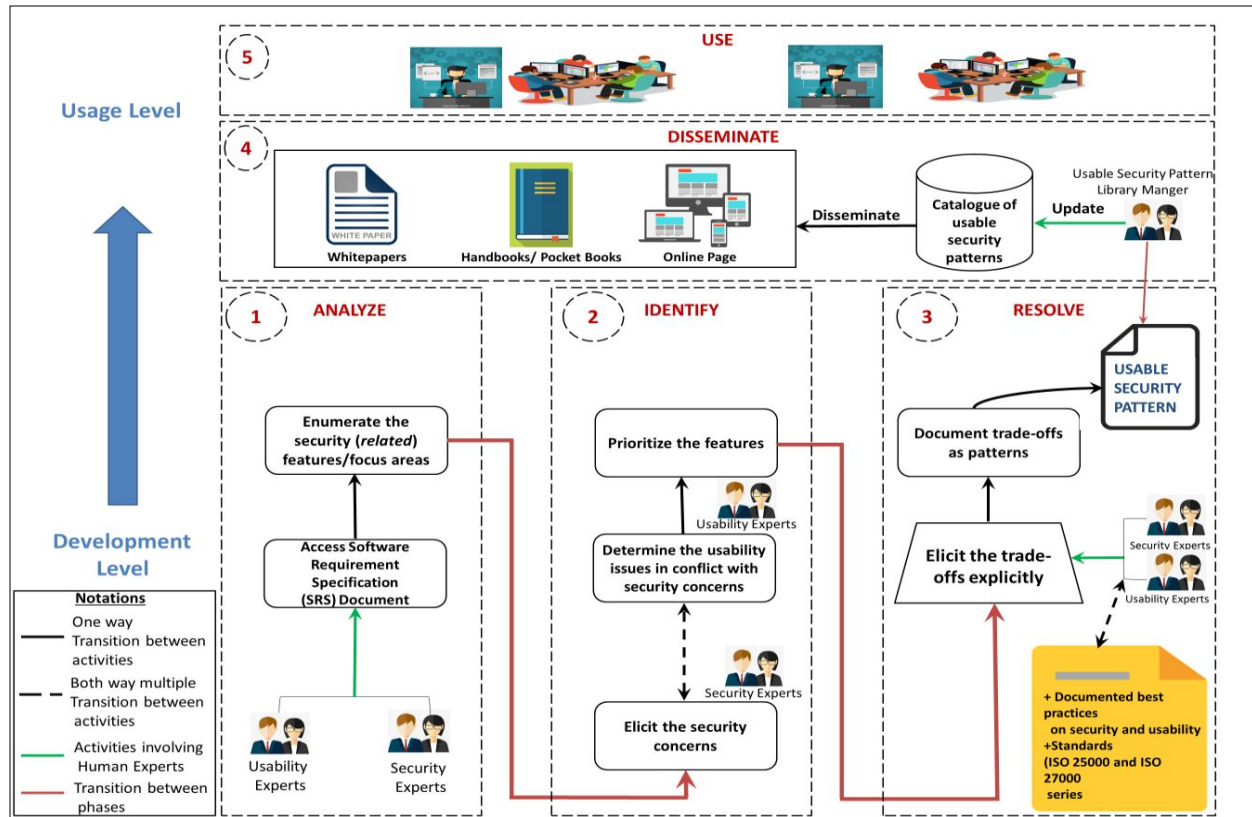 5
USE
Usage Level
4
DISSEMINATE
WHITE PAPER
Whitepapers
Handbooks/ Pocket Books
Online Page
Disseminate
Catalogue of
usable
security
patterns
Update
Usable Security Pattern
Library Manger
1
ANALYZE
Enumerate the
security (related)
features/focus areas
Access Software
Requirement
Specification
(SRS) Document
Usability
Experts
Security
Experts
2
IDENTIFY
Prioritize the features
Usability Experts
Determine the usability
issues in conflict with
security concerns
Security Experts
Elicit the security
concerns
3
RESOLVE
USABLE
SECURITY
PATTERN
Document trade-offs
as patterns
Elicit the trade-
offs explicitly
Security Experts
Usability Experts
+ Documented best
practices
on security and usability
+Standards
(ISO 25000 and ISO
27000
series
Development
Level
Notations
One way
Transition between
activities
Both way multiple
Transition between
activities
Activities involving
Human Experts
Transition between
phases